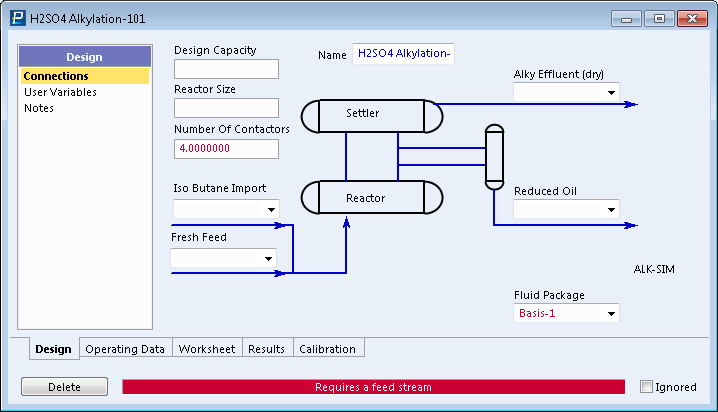 H2SO4 Alkylation-101
Design
Connections
User Variables
Notes
Design Capacity
Reactor Size
Number Of Contactors
4.0000000
Iso Butane Import
Fresh Feed
Name
H2SO4 Alkylation-
Settler
Reactor
Alky Effluent (dry)
Reduced Oil
ALK-SIM
Fluid Package
Basis-1
Design
Operating Data
Worksheet
Results
Calibration
Delete
Requires a feed stream
Ignored